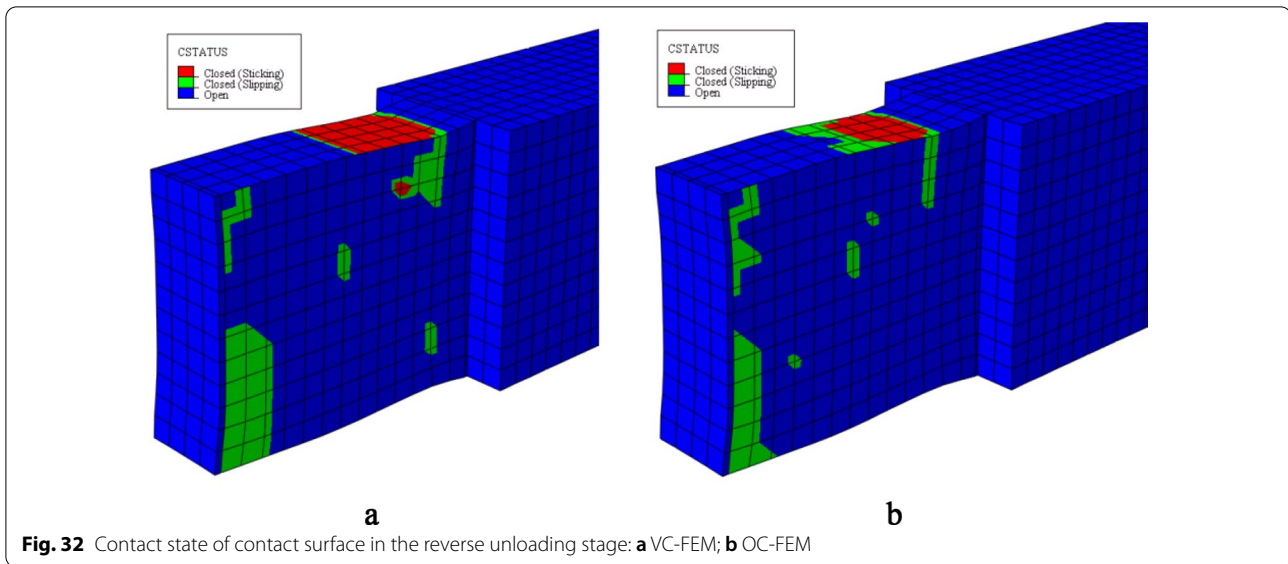 CSTATUS
Closed (Sticking)
Closed (Slipping)
Open
CSTATUS
Closed (Sticking)
Closed (Slipping)
Open
a
b
Fig. 32 Contact state of contact surface in the reverse unloading stage: a VC-FEM; b OC-FEM